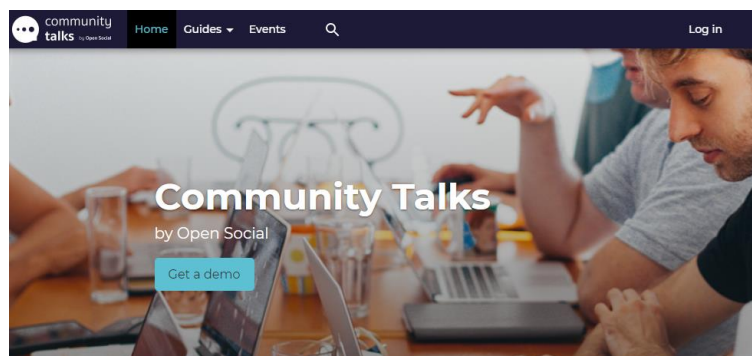 community
talks by Open Social
Home Guides Events
Log in
Community Talks
by Open Social
Get a demo